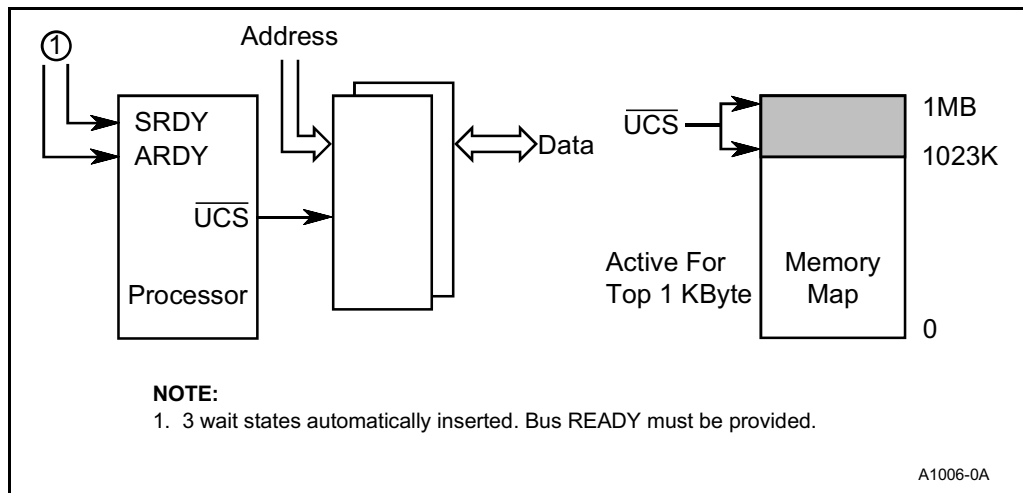 1
Address
SRDY
ARDY
UCS
Processor
Data
UCS
1MB
1023K
Active For
Top 1 KByte
Memory
Map
0
NOTE:
1. 3 wait states automatically inserted. Bus READY must be provided.
A1006-0A